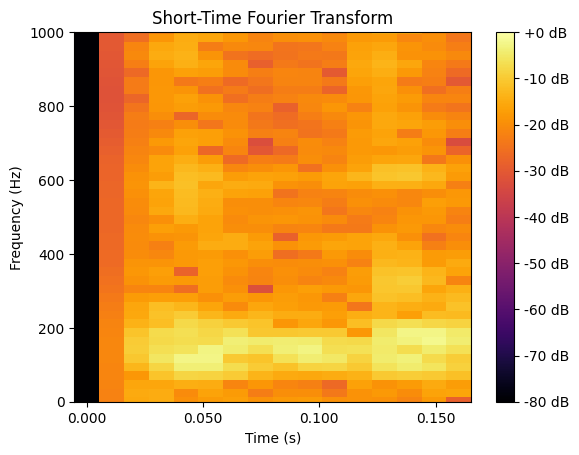 Short-Time Fourier Transform
1000
800
600
400
200
0
Frequency (Hz)
0.000
0.050
0.100
0.150
Time (s)
+0 dB
-10 dB
-20 dB
-30 dB
-40 dB
-50 dB
-60 dB
-70 dB
-80 dB